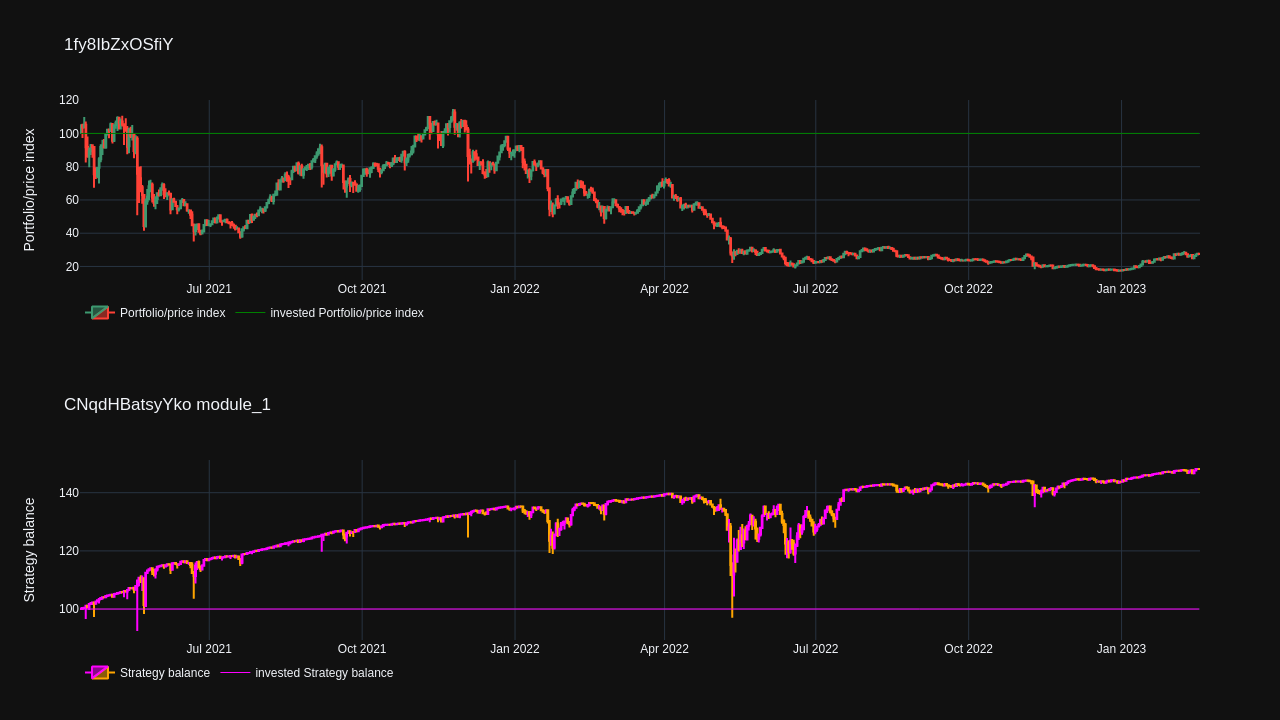 1fy8IbZxOSfiY
Portfolio/price index
120
100
80
60
40
20
Jul 2021
Oct 2021
Jan 2022
Apr 2022
Jul 2022
Oct 2022
Jan 2023
Portfolio/price index
invested Portfolio/price index
CNqdHBatsyYko module_1
Strategy balance
140
120
100
Jul 2021
Oct 2021
Jan 2022
Apr 2022
Jul 2022
Oct 2022
Jan 2023
Strategy balance
invested Strategy balance